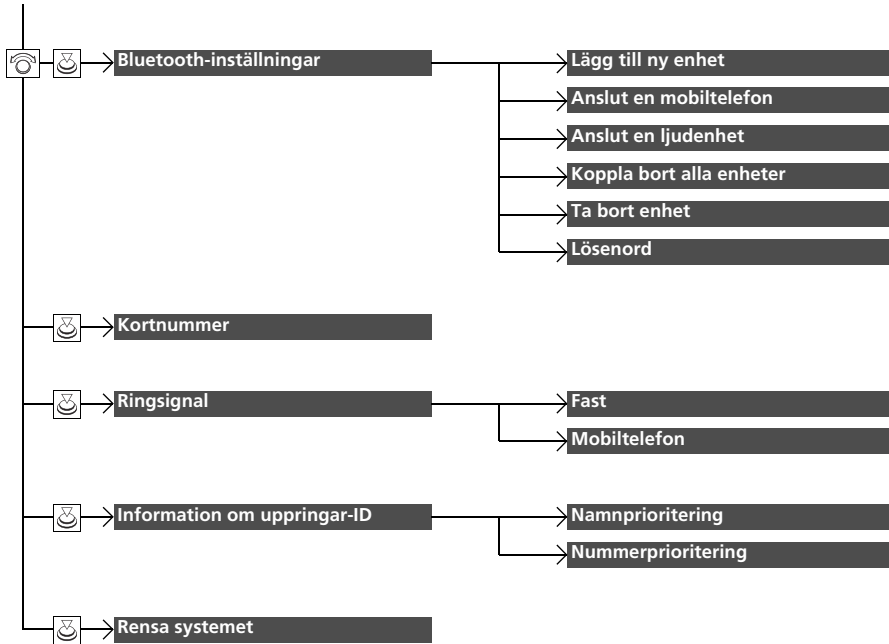 Bluetooth-inställningar
Lägg till ny enhet
Anslut en mobiltelefon
Anslut en ljudenhet
Koppla bort alla enheter
Ta bort enhet
Lösenord
Kortnummer
Ringsignal
Fast
Mobiltelefon
Information om uppringar-ID
Namnprioritering
Nummerprioritering
Rensa systemet